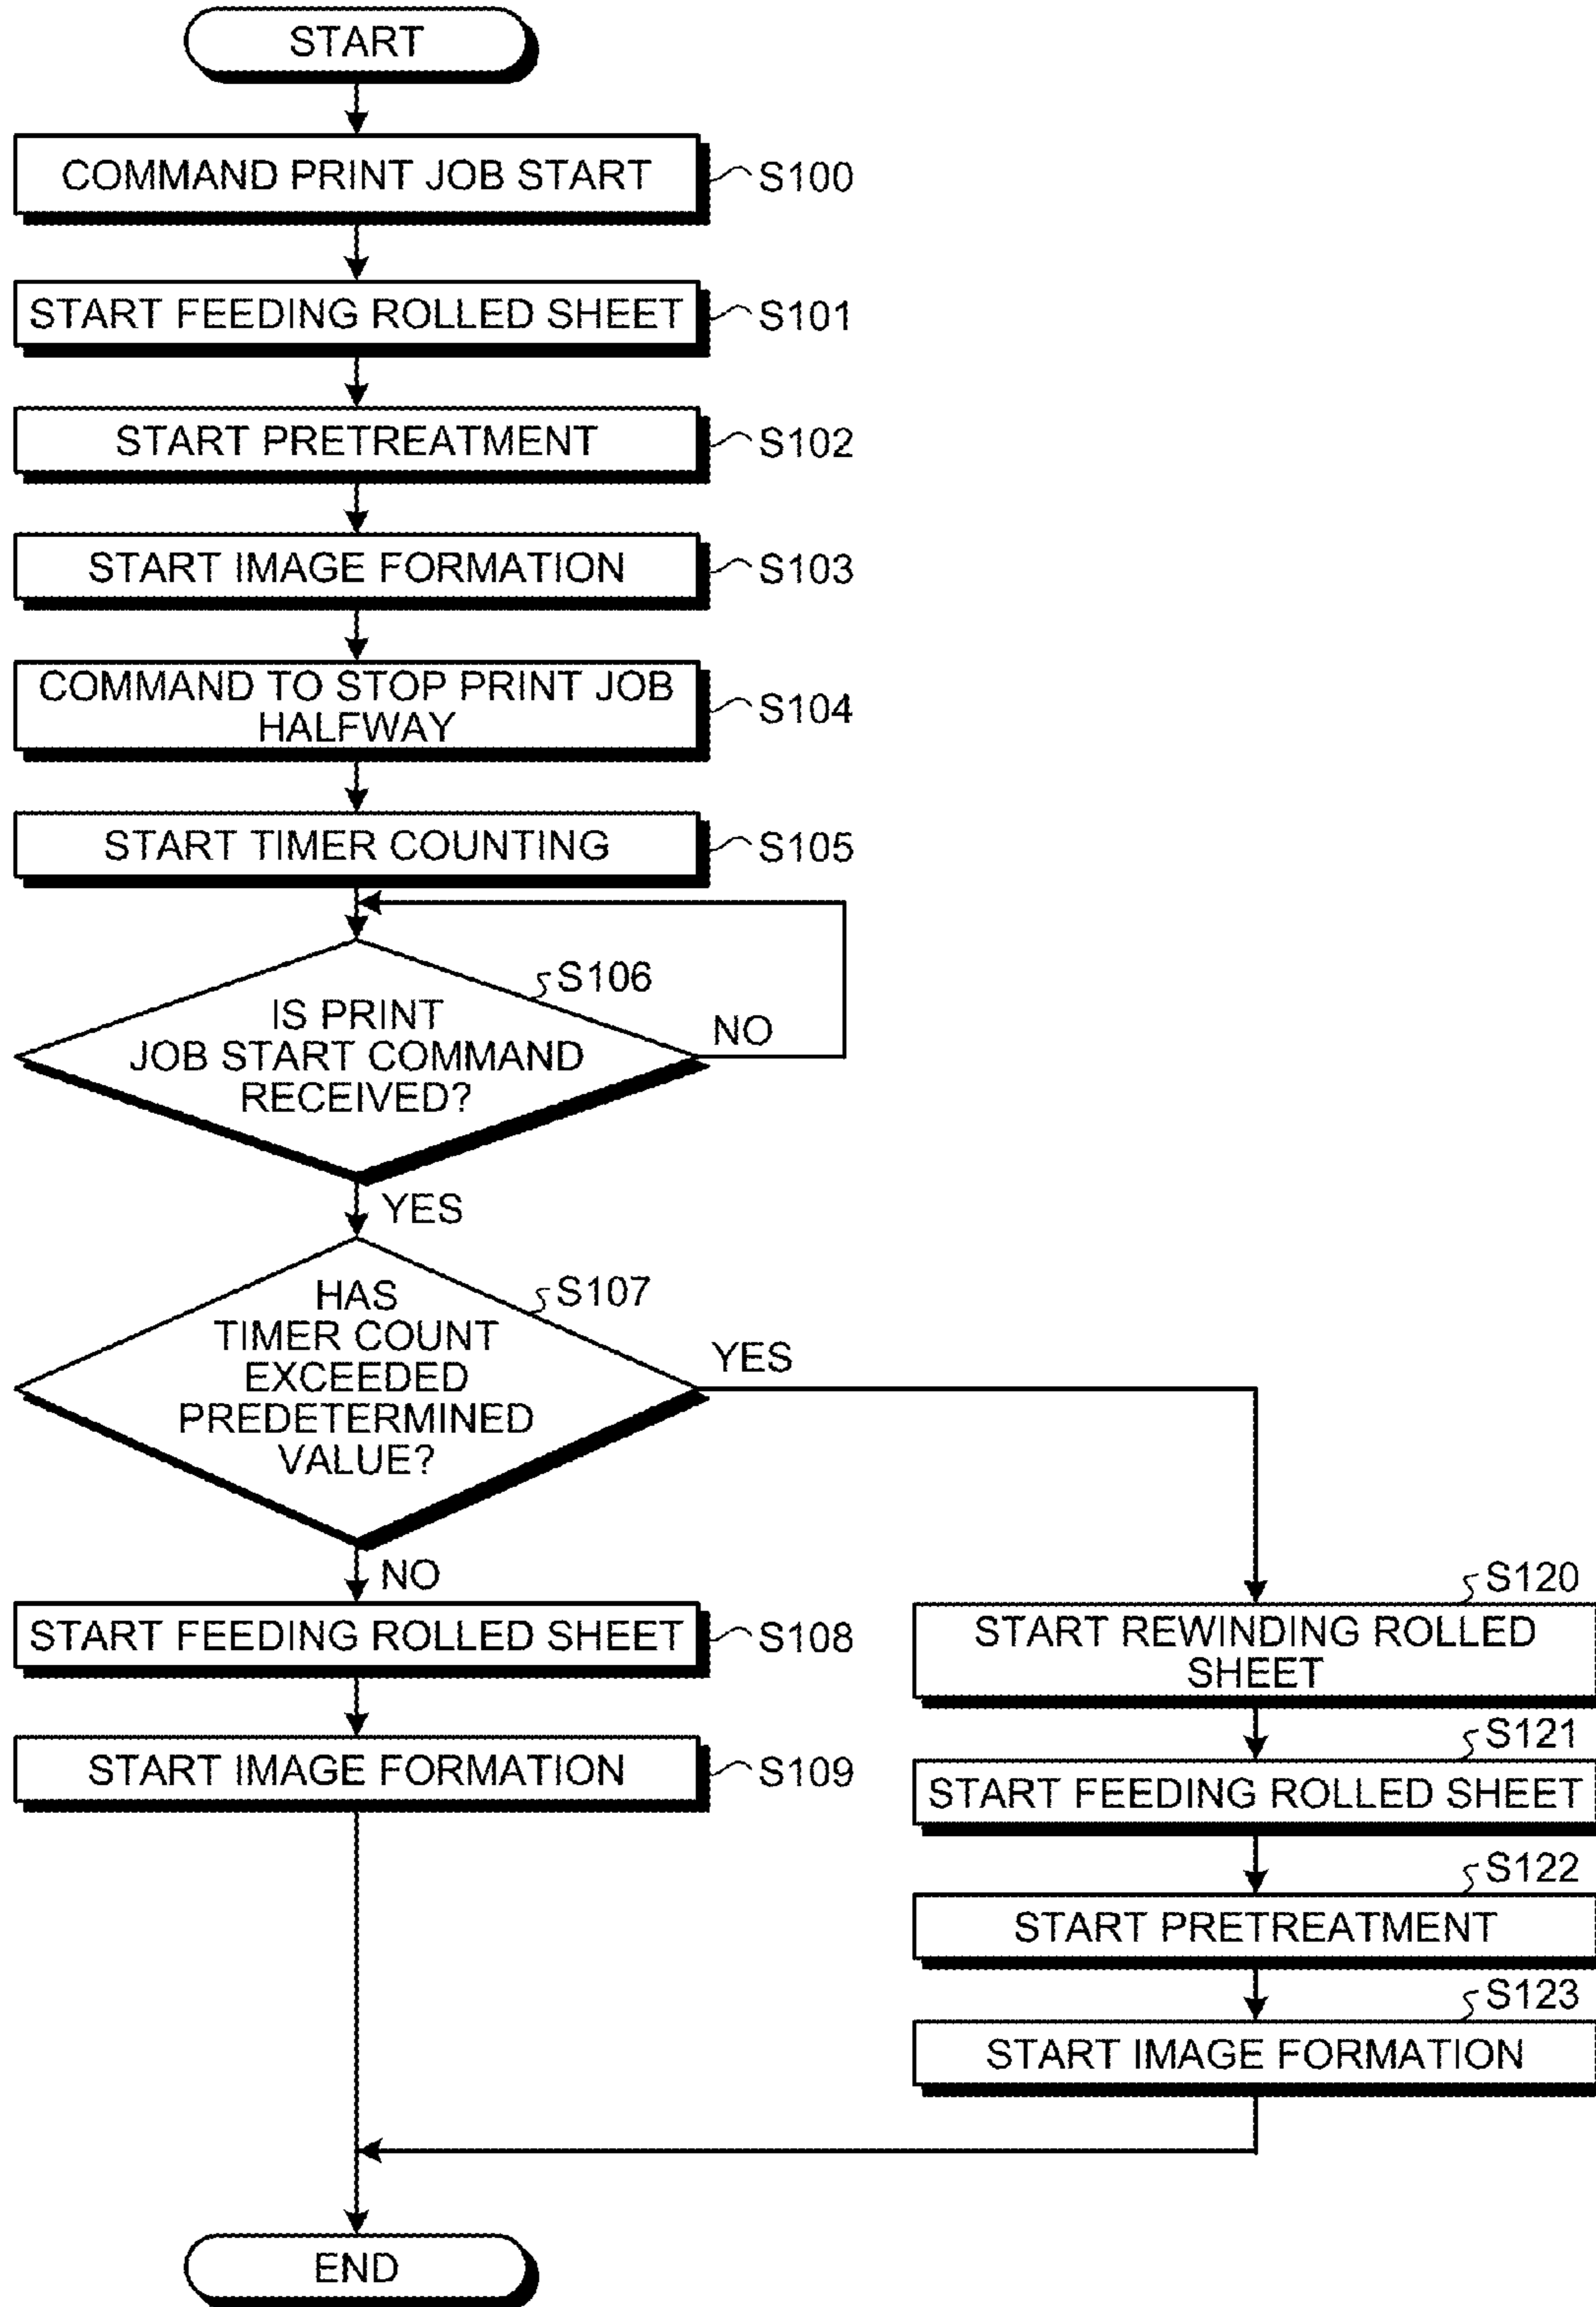 START
COMMAND PRINT JOB START
S100
START FEEDING ROLLED SHEET
S101
START PRETREATMENT
S102
START IMAGE FORMATION
S103
COMMAND TO STOP PRINT JOB
HALFWAY
S104
START TIMER COUNTING
S105
S106
IS PRINT
JOB START COMMAND
RECEIVED?
NO
YES
S107
HAS
TIMER COUNT
EXCEEDED
PREDETERMINED
VALUE?
YES
NO
START FEEDING ROLLED SHEET
S108
START IMAGE FORMATION
S109
S120
START REWINDING ROLLED
SHEET
S121
START FEEDING ROLLED SHEET
S122
START PRETREATMENT
S123
START IMAGE FORMATION
END